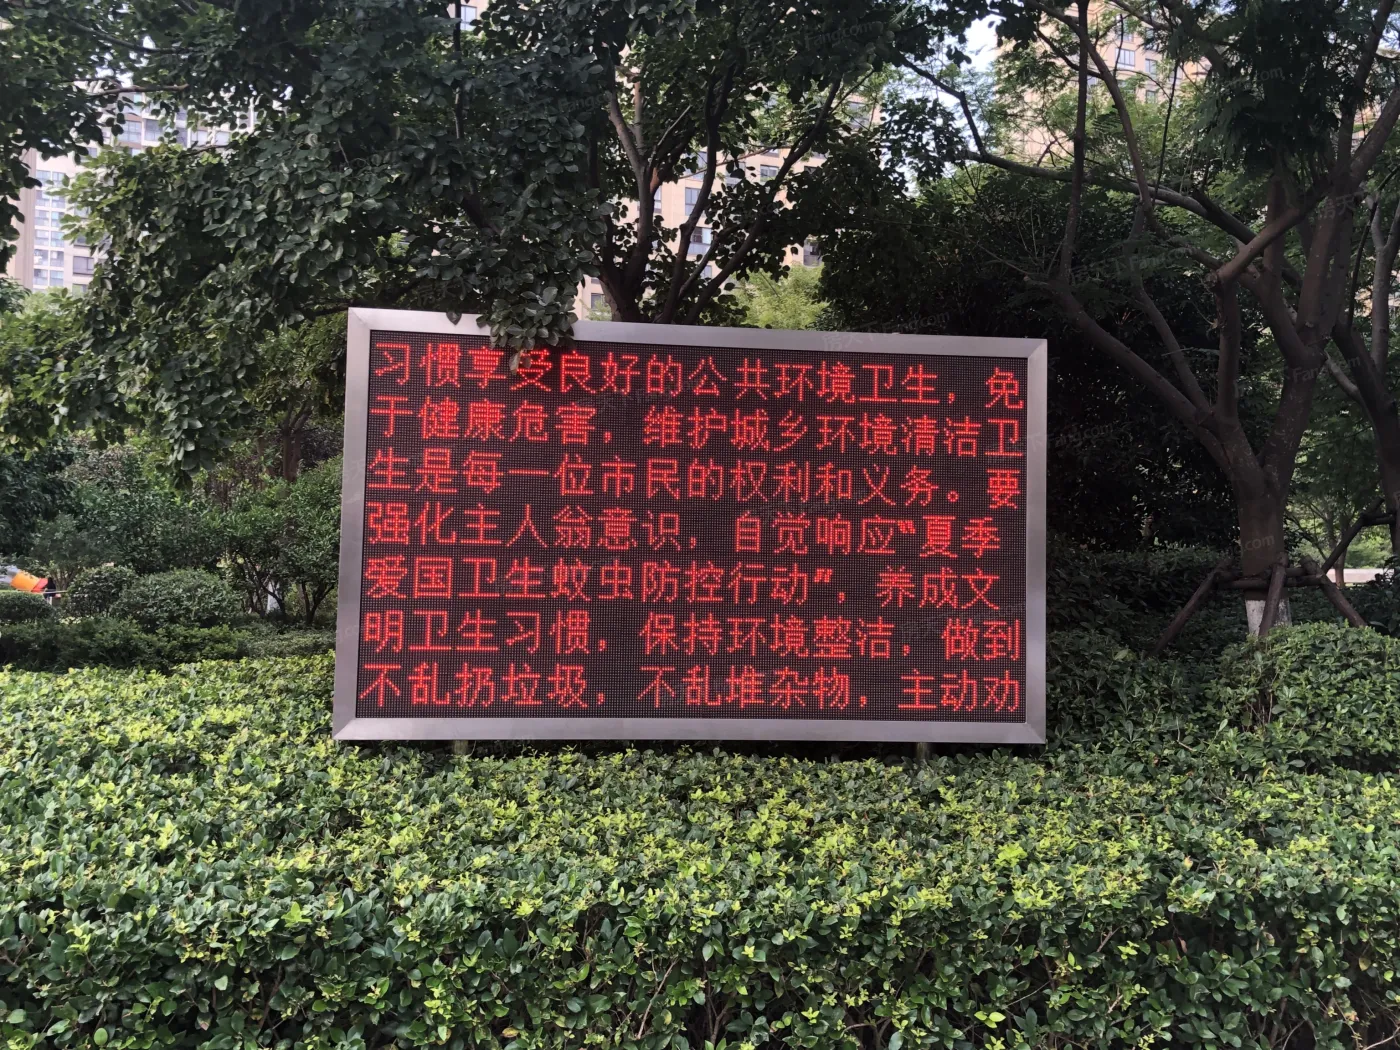 习惯享受良好的公共环境卫生，免
于健康危害，维护城乡环境清洁卫
生是每一位市民的权利和义务。要
强化主人翁意识，自觉响应“夏季
爱国卫生蚊虫防控行动”，养成文
明卫生习惯，保持环境整洁，做到
不乱扔垃圾，不乱堆杂物，主动劝